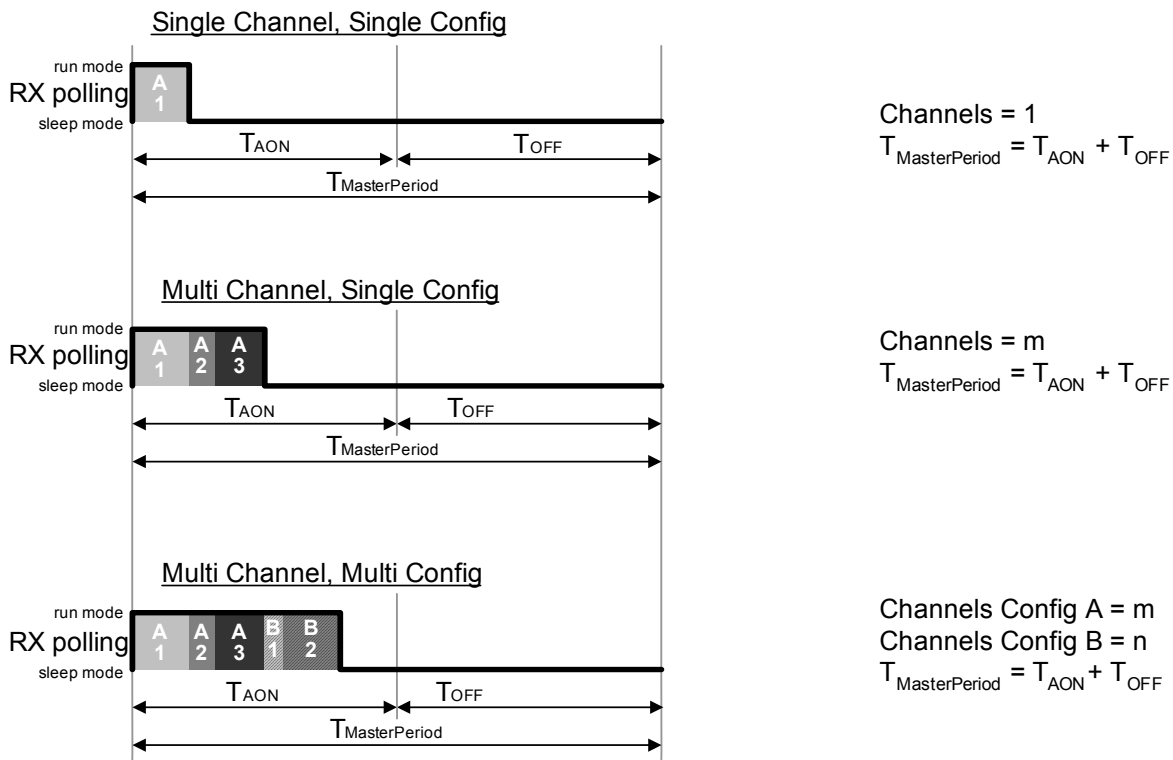 Single Channel, Single Config
run mode
RX polling
sleep mode
A
1
TAON
TOFF
TMasterPeriod
Channels = 1
TMasterPeriod = TAON + TOFF
Multi Channel, Single Config
run mode
RX polling
sleep mode
A
1
A
2
A
3
TAON
TOFF
TMasterPeriod
Channels = m
TMasterPeriod = TAON + TOFF
Multi Channel, Multi Config
run mode
RX polling
sleep mode
A
1
A
2
A
3
B
1
B
2
TAON
TOFF
TMasterPeriod
Channels Config A = m
Channels Config B = n
TMasterPeriod = TAON + TOFF